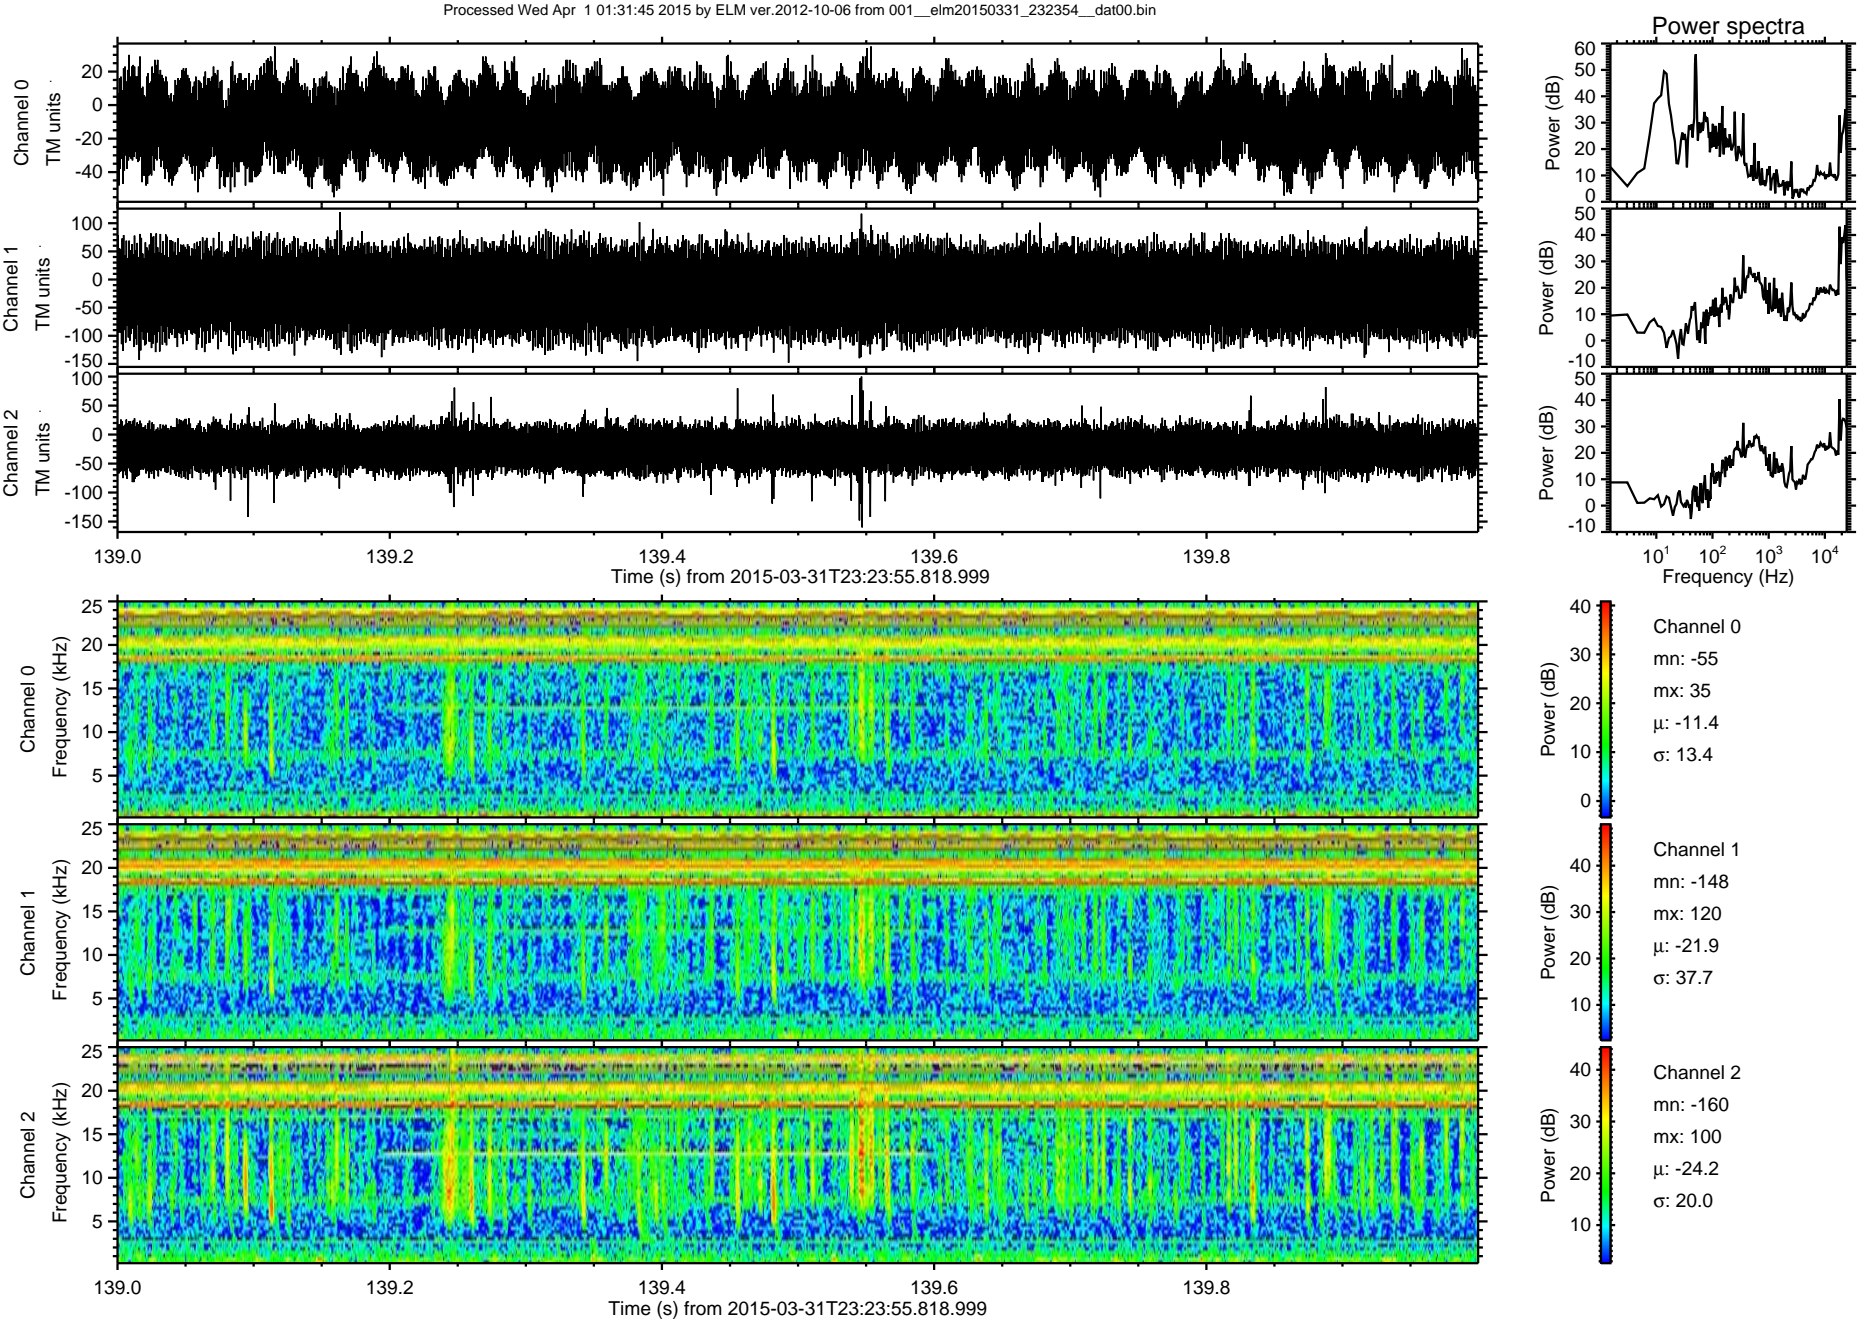 Processed Wed Apr  1 01:31:45 2015 by ELM ver.2012-10-06 from 001__elm20150331_232354__dat00.bin
Power spectra
Channel 0
TM units
20
0
-20
-40
Power (dB)
60
50
40
30
20
10
0
Channel 1
TM units
100
50
0
-50
-100
-150
Power (dB)
50
40
30
20
10
0
-10
Channel 2
TM units
100
50
0
-50
-100
-150
Power (dB)
50
40
30
20
10
0
-10
139.0 139.2 139.4 139.6 139.8
Time (s) from 2015-03-31T23:23:55.818.999
10¹ 10² 10³ 10⁴
Frequency (Hz)
Channel 0
Frequency (kHz)
25
20
15
10
5
Power (dB)
40
30
20
10
0
Channel 0
mn: -55
mx: 35
μ: -11.4
σ: 13.4
Channel 1
Frequency (kHz)
25
20
15
10
5
Power (dB)
40
30
20
10
Channel 1
mn: -148
mx: 120
μ: -21.9
σ: 37.7
Channel 2
Frequency (kHz)
25
20
15
10
5
Power (dB)
40
30
20
10
Channel 2
mn: -160
mx: 100
μ: -24.2
σ: 20.0
139.0 139.2 139.4 139.6 139.8
Time (s) from 2015-03-31T23:23:55.818.999